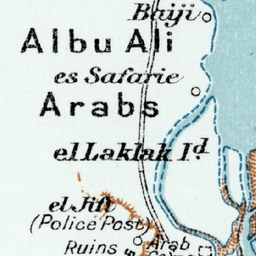 Baiji
Albu Ali
es Safarie
Arabs
el Laklak Id.
el Jift
(Police Post)
Ruins
Arab